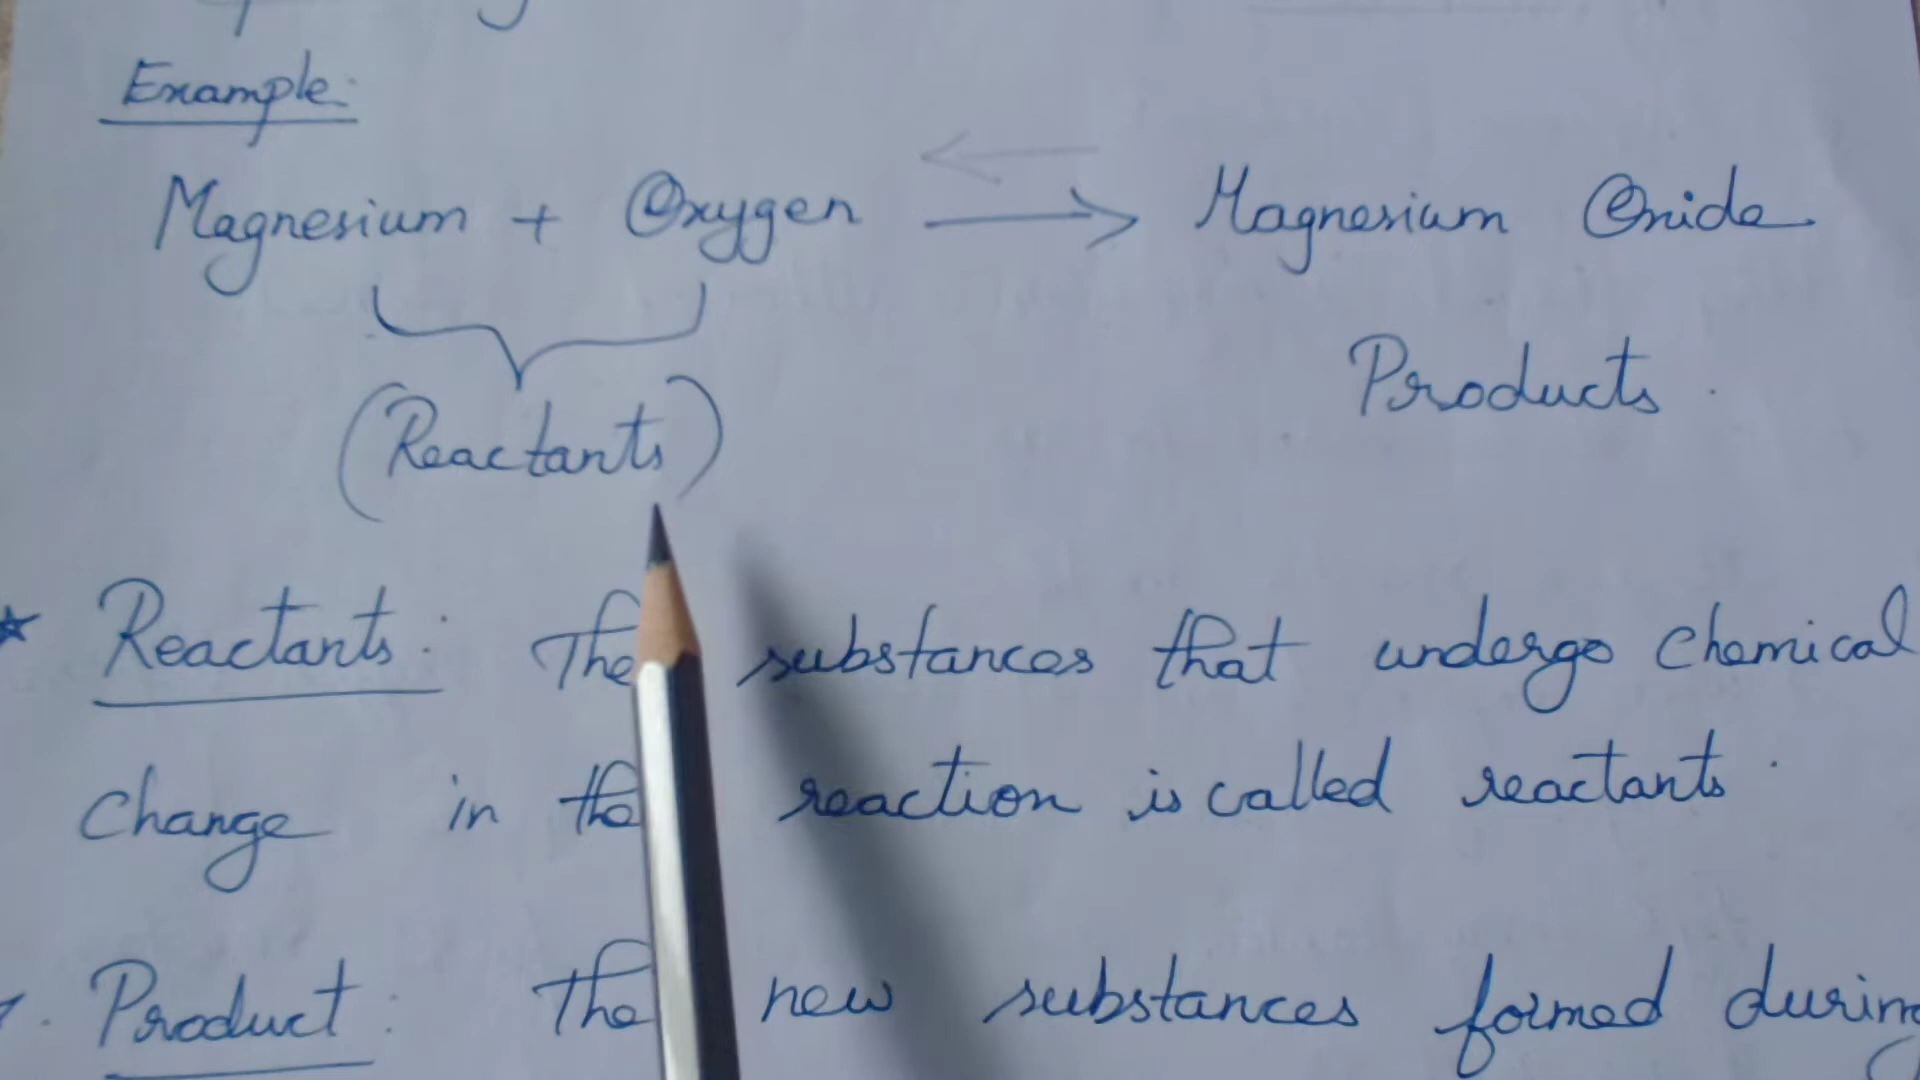 Example:
Magnesium + Oxygen → Magnesium Oxide
(Reactants) Products.
★ Reactants: The substances that undergo chemical
change in the reaction is called reactants.
Product: The new substances formed during